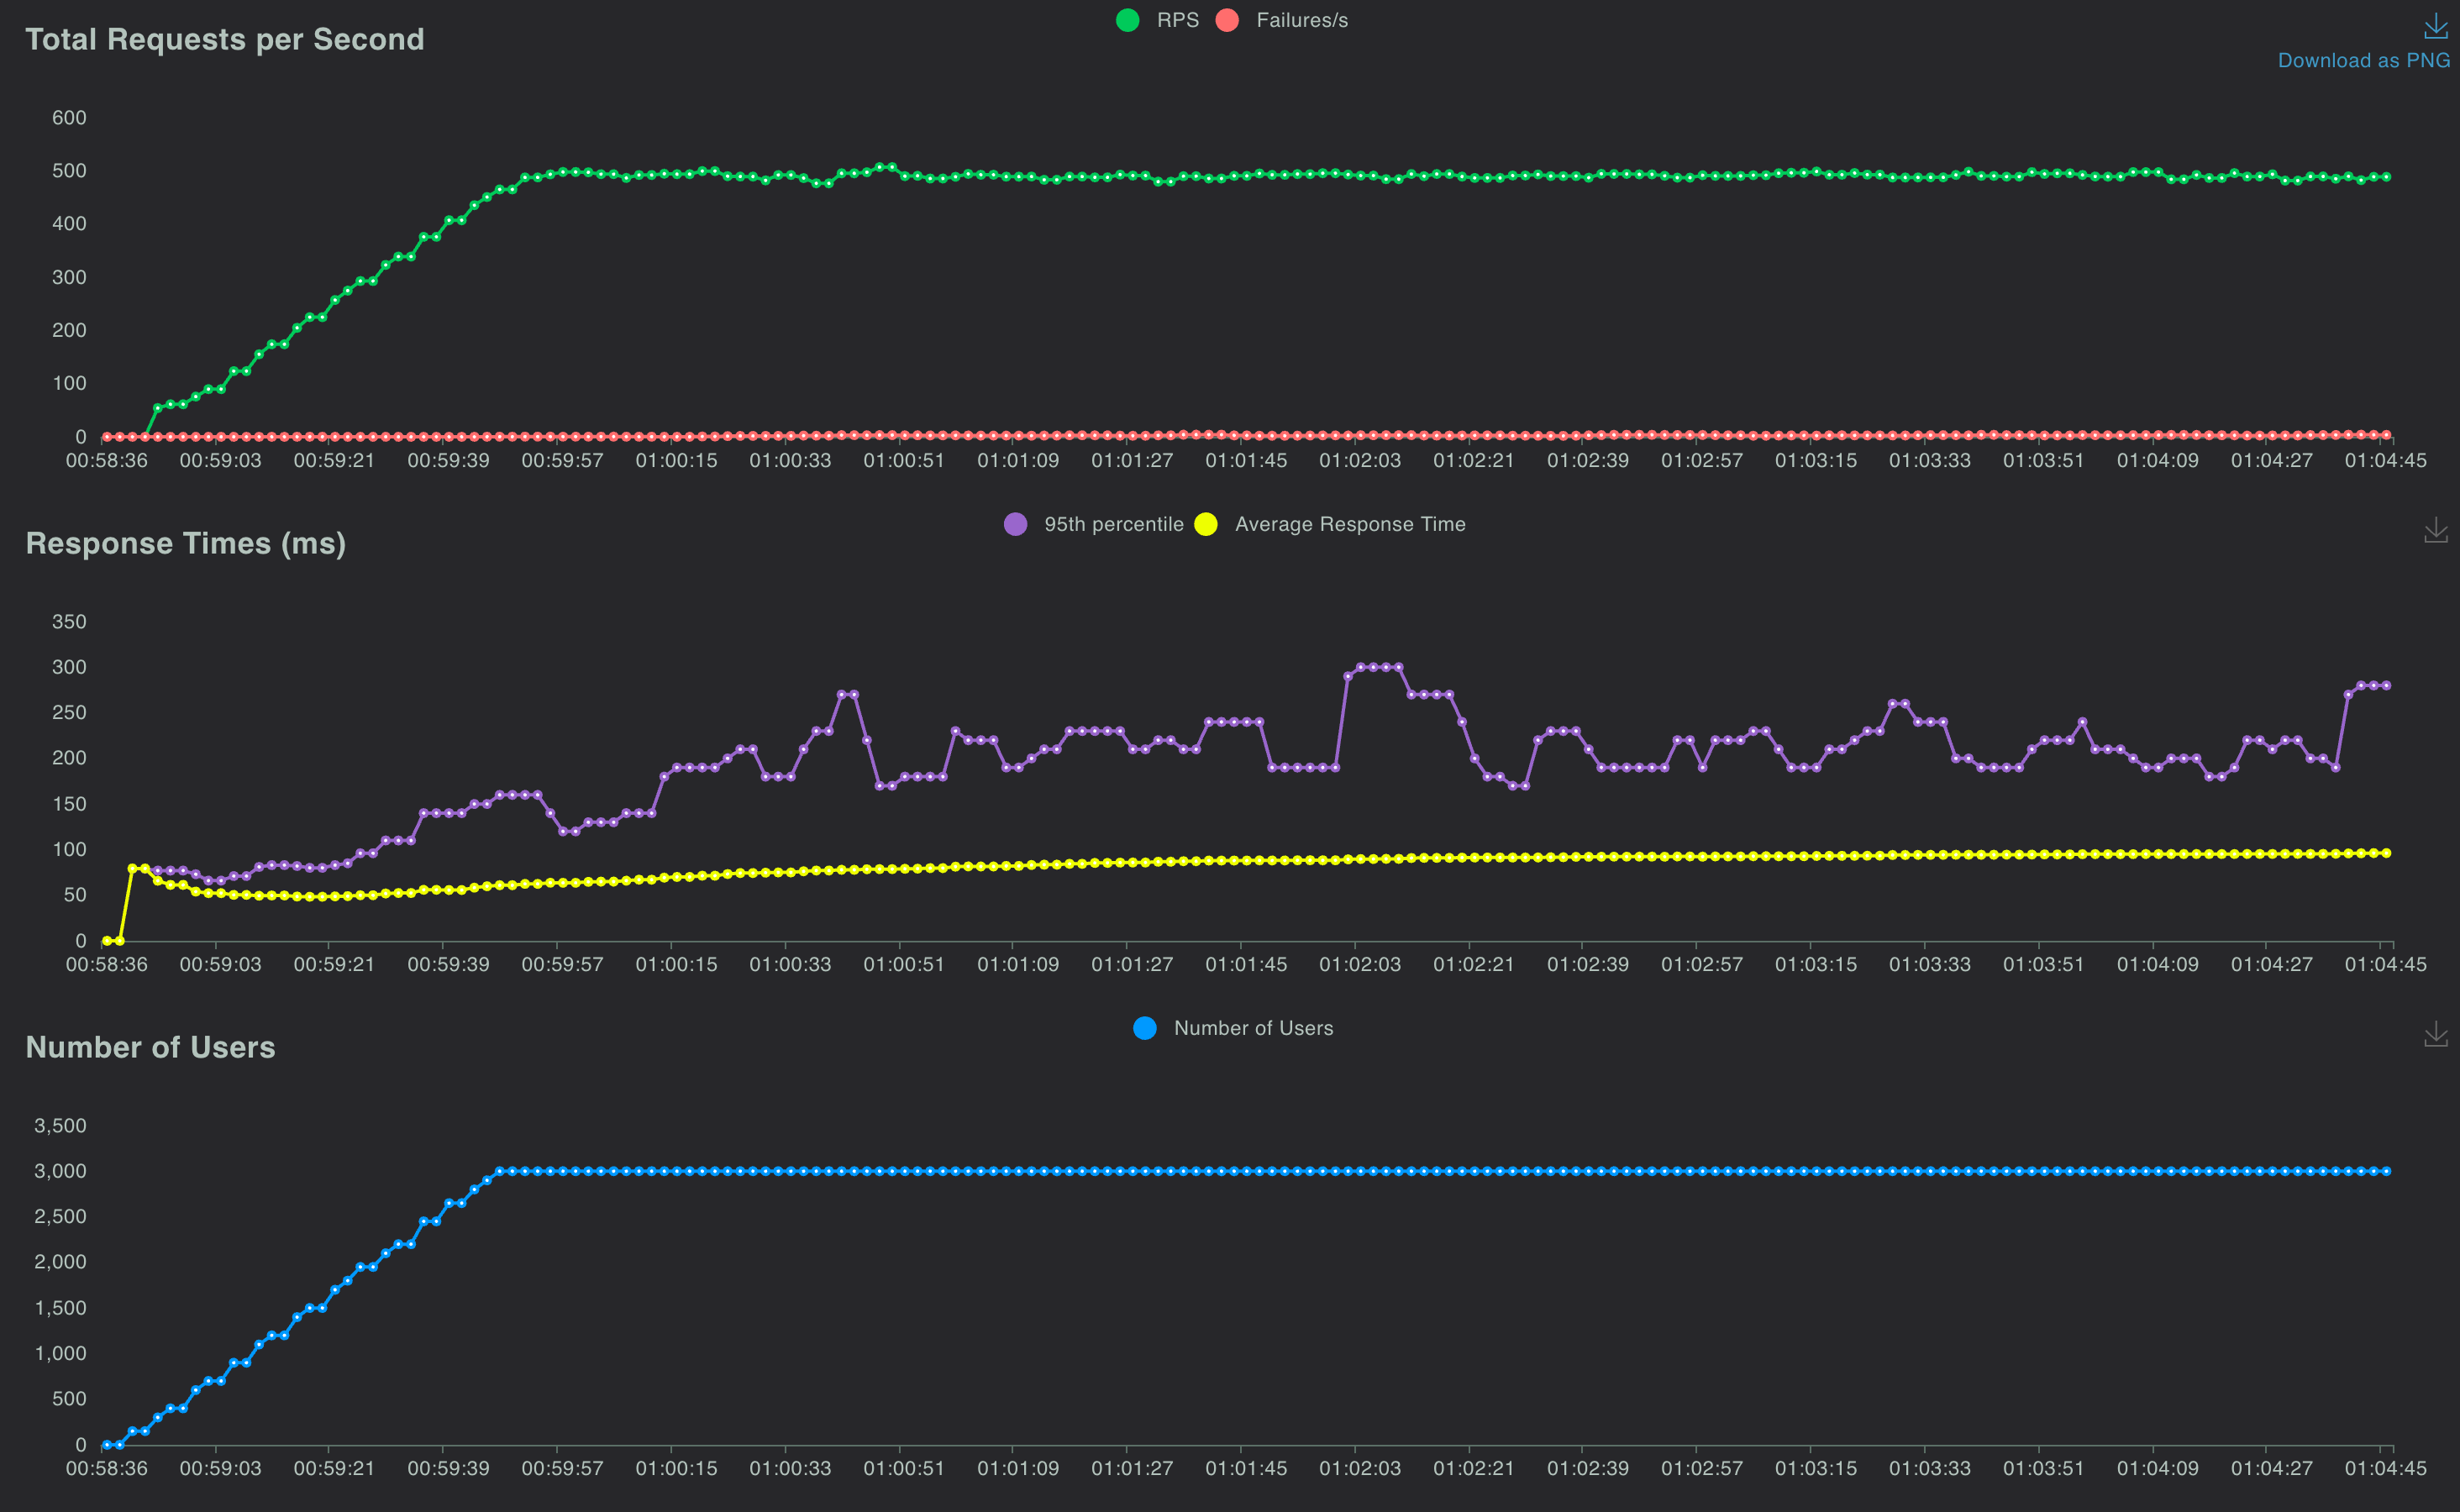 RPS Failures/s
Total Requests per Second
Download as PNG
600
500
400
300
200
100
0
00:58:36 00:59:03 00:59:21 00:59:39 00:59:57 01:00:15 01:00:33 01:00:51 01:01:09 01:01:27 01:01:45 01:02:03 01:02:21 01:02:39 01:02:57 01:03:15 01:03:33 01:03:51 01:04:09 01:04:27 01:04:45
95th percentile Average Response Time
Response Times (ms)
350
300
250
200
150
100
50
0
00:58:36 00:59:03 00:59:21 00:59:39 00:59:57 01:00:15 01:00:33 01:00:51 01:01:09 01:01:27 01:01:45 01:02:03 01:02:21 01:02:39 01:02:57 01:03:15 01:03:33 01:03:51 01:04:09 01:04:27 01:04:45
Number of Users
Number of Users
3,500
3,000
2,500
2,000
1,500
1,000
500
0
00:58:36 00:59:03 00:59:21 00:59:39 00:59:57 01:00:15 01:00:33 01:00:51 01:01:09 01:01:27 01:01:45 01:02:03 01:02:21 01:02:39 01:02:57 01:03:15 01:03:33 01:03:51 01:04:09 01:04:27 01:04:45